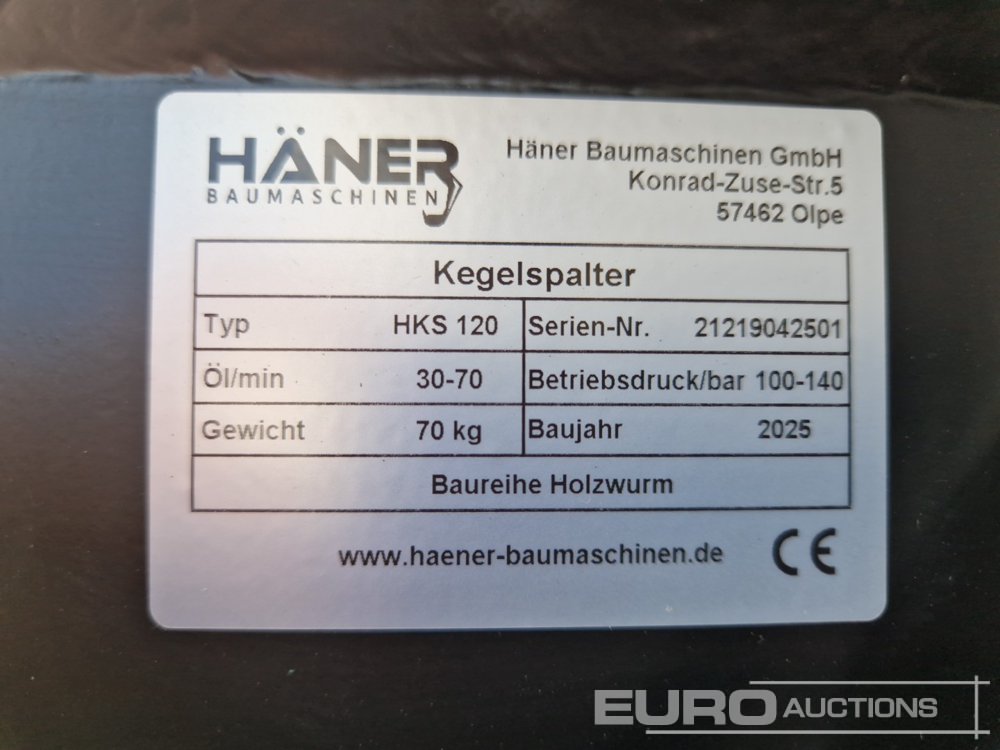 HÄNER
BAUMASCHINEN
Häner Baumaschinen GmbH
Konrad-Zuse-Str.5
57462 Olpe
Kegelspalter
Typ HKS 120 Serien-Nr. 21219042501
Öl/min 30-70 Betriebsdruck/bar 100-140
Gewicht 70 kg Baujahr 2025
Baureihe Holzwurm
www.haener-baumaschinen.de CE
EURO AUCTIONS